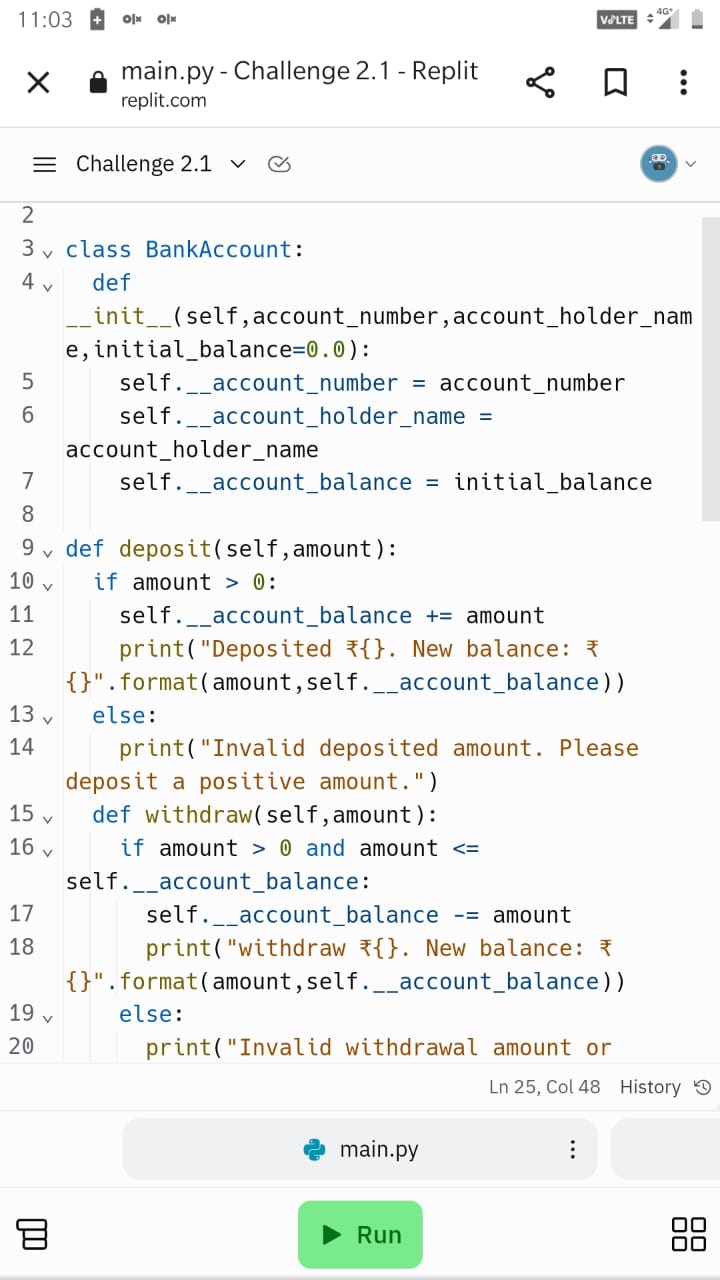 11:03 VoLTE 4G+
main.py - Challenge 2.1 - Replit
replit.com
Challenge 2.1
2
3 class BankAccount:
4 def
__init__(self,account_number,account_holder_nam
e,initial_balance=0.0):
5 self.__account_number = account_number
6 self.__account_holder_name =
account_holder_name
7 self.__account_balance = initial_balance
8
9 def deposit(self,amount):
10 if amount > 0:
11 self.__account_balance += amount
12 print("Deposited ₹{}. New balance: ₹
{}".format(amount,self.__account_balance))
13 else:
14 print("Invalid deposited amount. Please
deposit a positive amount.")
15 def withdraw(self,amount):
16 if amount > 0 and amount <=
self.__account_balance:
17 self.__account_balance -= amount
18 print("withdraw ₹{}. New balance: ₹
{}".format(amount,self.__account_balance))
19 else:
20 print("Invalid withdrawal amount or
Ln 25, Col 48 History
main.py
Run